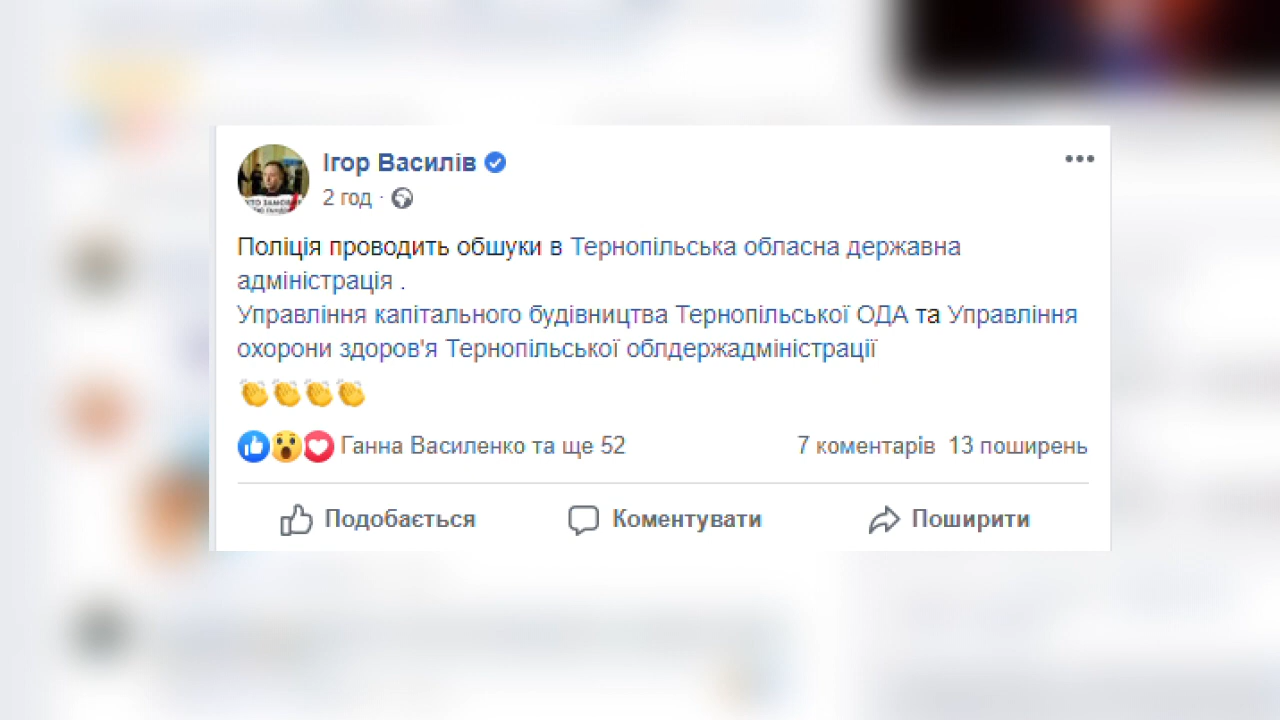 Ігор Василів
2 год ·
Поліція проводить обшуки в Тернопільська обласна державна
адміністрація .
Управління капітального будівництва Тернопільської ОДА та Управління
охорони здоров'я Тернопільської облдержадміністрації
👏👏👏👏
Ганна Василенко та ще 52 7 коментарів 13 поширень
Подобається Коментувати Поширити